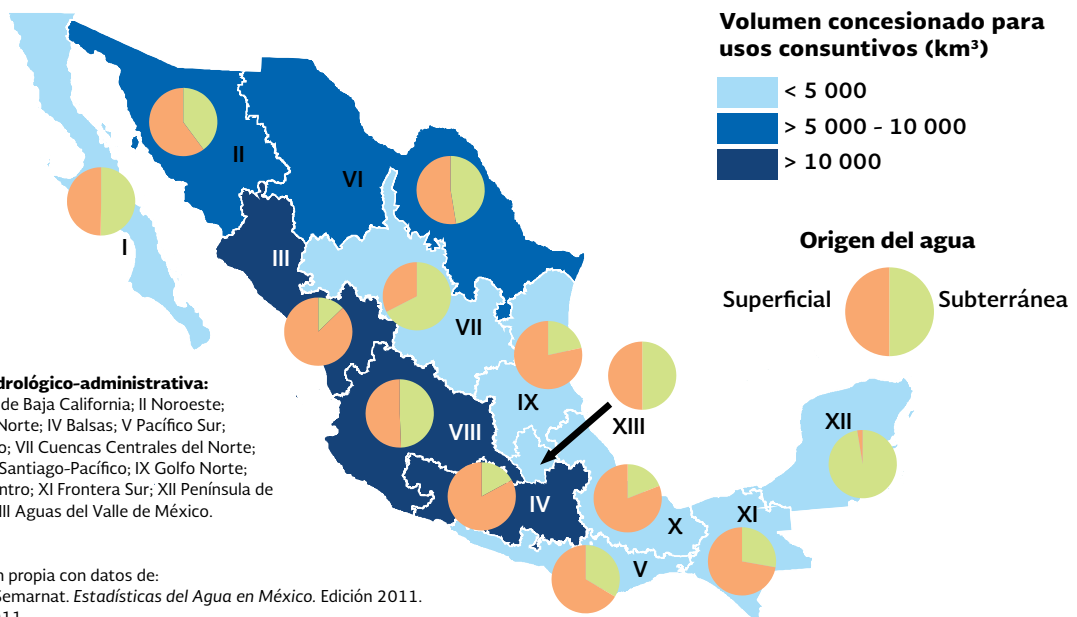 Volumen concesionado para
usos consuntivos (km³)
< 5 000
> 5 000 - 10 000
> 10 000
Origen del agua
Superficial
Subterránea
I
II
III
VI
VII
VIII
IX
XIII
IV
X
V
XI
XII
drológico-administrativa:
de Baja California; II Noroeste;
Norte; IV Balsas; V Pacífico Sur;
o; VII Cuencas Centrales del Norte;
Santiago-Pacífico; IX Golfo Norte;
ntro; XI Frontera Sur; XII Península de
III Aguas del Valle de México.
n propia con datos de:
Semarnat. Estadísticas del Agua en México. Edición 2011.